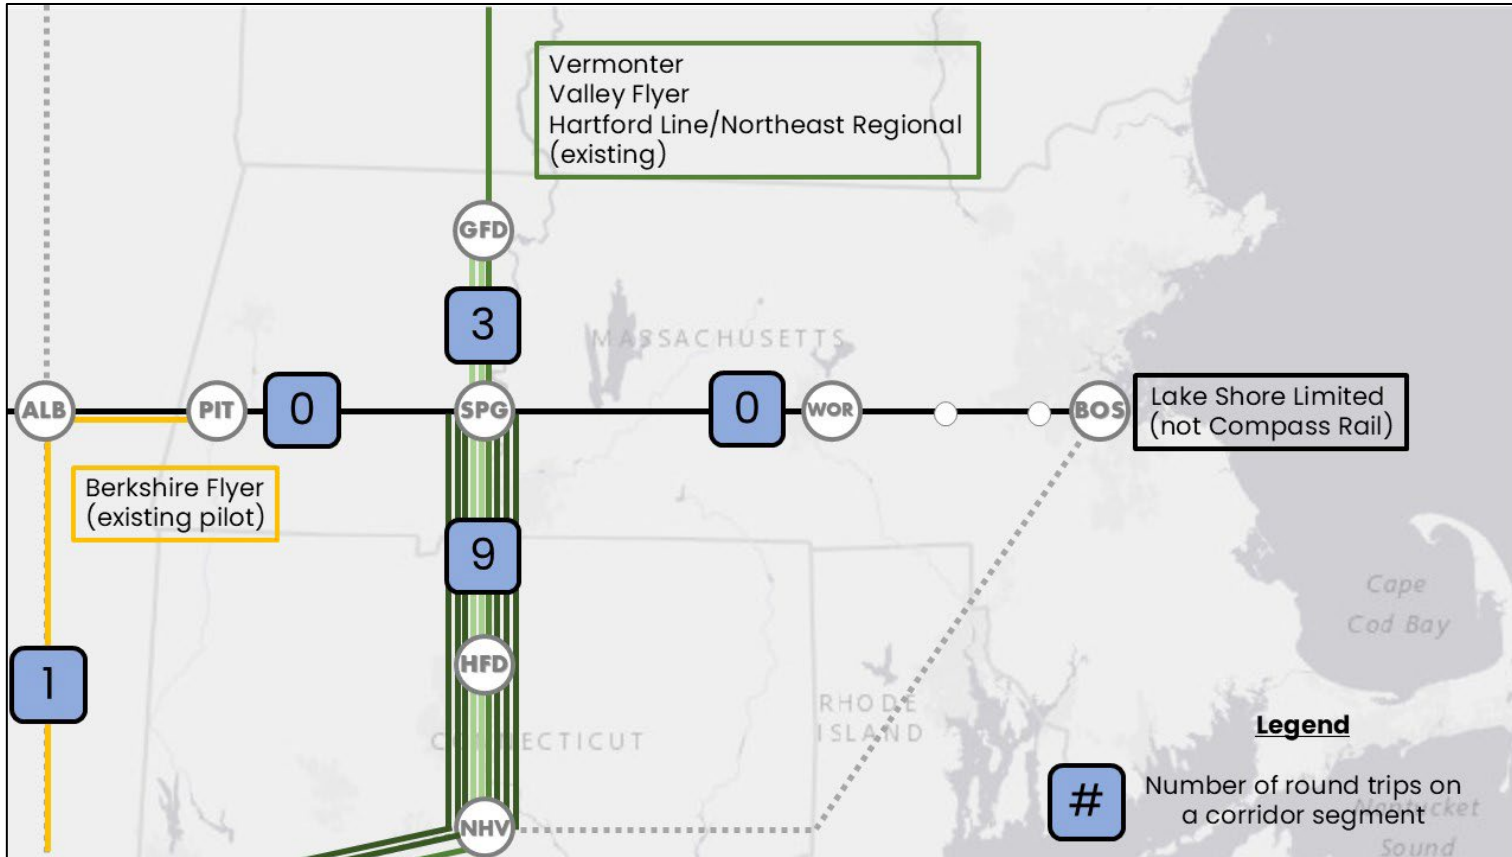 Vermonter
Valley Flyer
Hartford Line/Northeast Regional
(existing)
GFD
3
MASSACHUSETTS
ALB
PIT
0
SPG
0
WOR
BOS
Lake Shore Limited
(not Compass Rail)
Berkshire Flyer
(existing pilot)
9
Cape
Cod Bay
HFD
1
RHODE
ISLAND
CONNECTICUT
Legend
#
Number of round trips on
a corridor segment
Nantucket
Sound
NHV